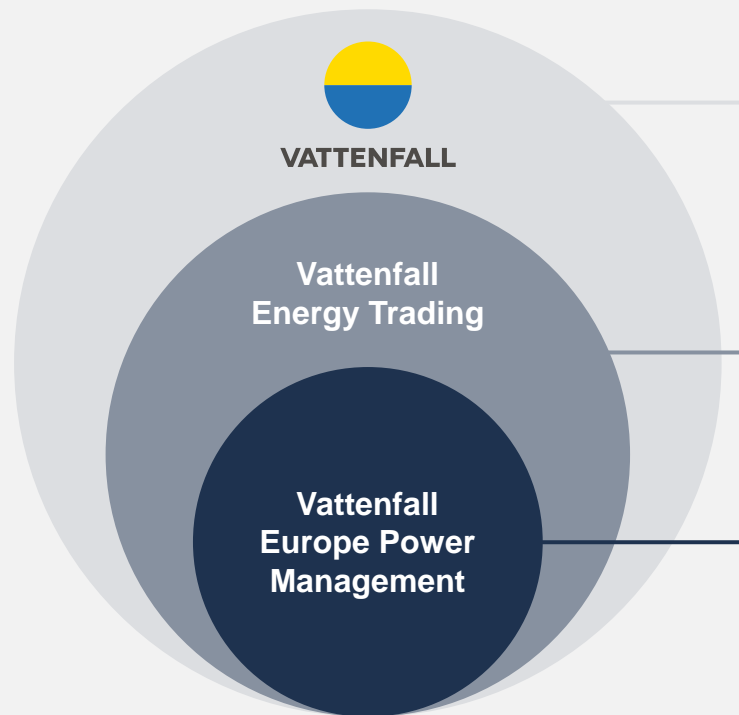 VATTENFALL
Vattenfall
Energy Trading
Vattenfall
Europe Power
Management